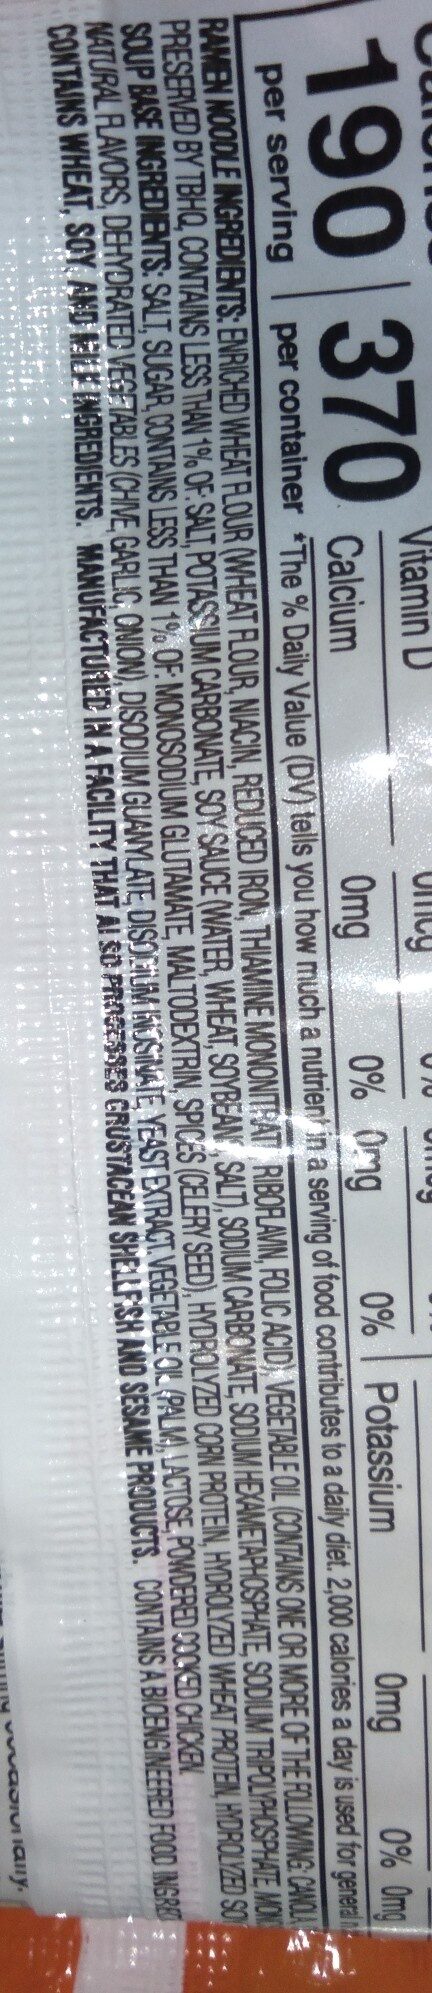 190 | 370
per serving | per container
Vitamin D
Calcium 0mg 0% 0mg 0% | Potassium 0mg 0% 0mg
*The % Daily Value (DV) tells you how much a nutrient in a serving of food contributes to a daily diet. 2,000 calories a day is used for general
RAMEN NOODLE INGREDIENTS: ENRICHED WHEAT FLOUR (WHEAT FLOUR, NIACIN, REDUCED IRON, THIAMINE MONONITRATE, RIBOFLAVIN, FOLIC ACID), VEGETABLE OIL (CONTAINS ONE OR MORE OF THE FOLLOWING: CANOLA
PRESERVED BY TBHQ, CONTAINS LESS THAN 1% OF: SALT, POTASSIUM CARBONATE, SOY SAUCE (WATER, WHEAT, SOYBEANS, SALT), SODIUM CARBONATE, SODIUM HEXAMETAPHOSPHATE, SODIUM TRIPOLYPHOSPHATE,
SOUP BASE INGREDIENTS: SALT, SUGAR, CONTAINS LESS THAN 1% OF: MONOSODIUM GLUTAMATE, MALTODEXTRIN, SPICES (CELERY SEED), HYDROLYZED CORN PROTEIN, HYDROLYZED WHEAT PROTEIN, HYDROLYZED
NATURAL FLAVORS, DEHYDRATED VEGETABLES (CHIVE, GARLIC, ONION), DISODIUM GUANYLATE, DISODIUM INOSINATE, YEAST EXTRACT, VEGETABLE OIL (PALM), LACTOSE, POWDERED COOKED CHICKEN.
CONTAINS WHEAT, SOY AND MILK INGREDIENTS. MANUFACTURED IN A FACILITY THAT ALSO PROCESSES CRUSTACEAN SHELLFISH AND SESAME PRODUCTS. CONTAINS A BIOENGINEERED FOOD